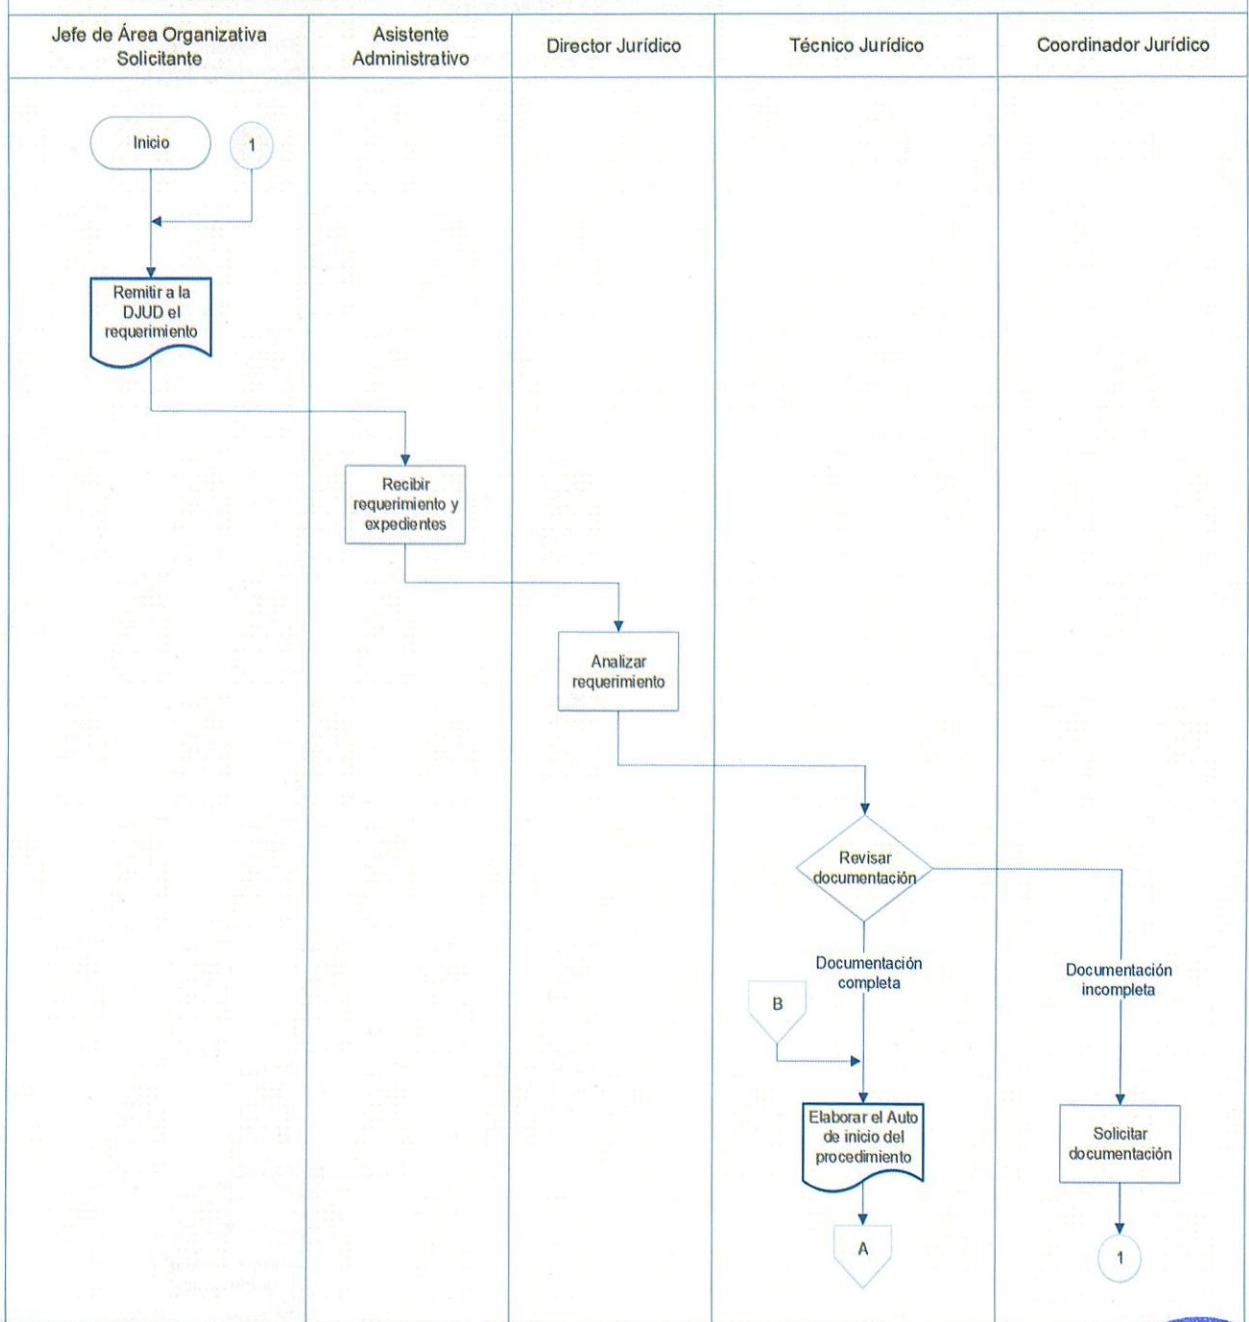 Jefe de Área Organizativa
Solicitante
Asistente
Administrativo
Director Jurídico
Técnico Jurídico
Coordinador Jurídico
Inicio
1
Remitir a la
DJUD el
requerimiento
Recibir
requerimiento y
expedientes
Analizar
requerimiento
Revisar
documentación
Documentación
completa
Documentación
incompleta
B
Elaborar el Auto
de inicio del
procedimiento
Solicitar
documentación
A
1